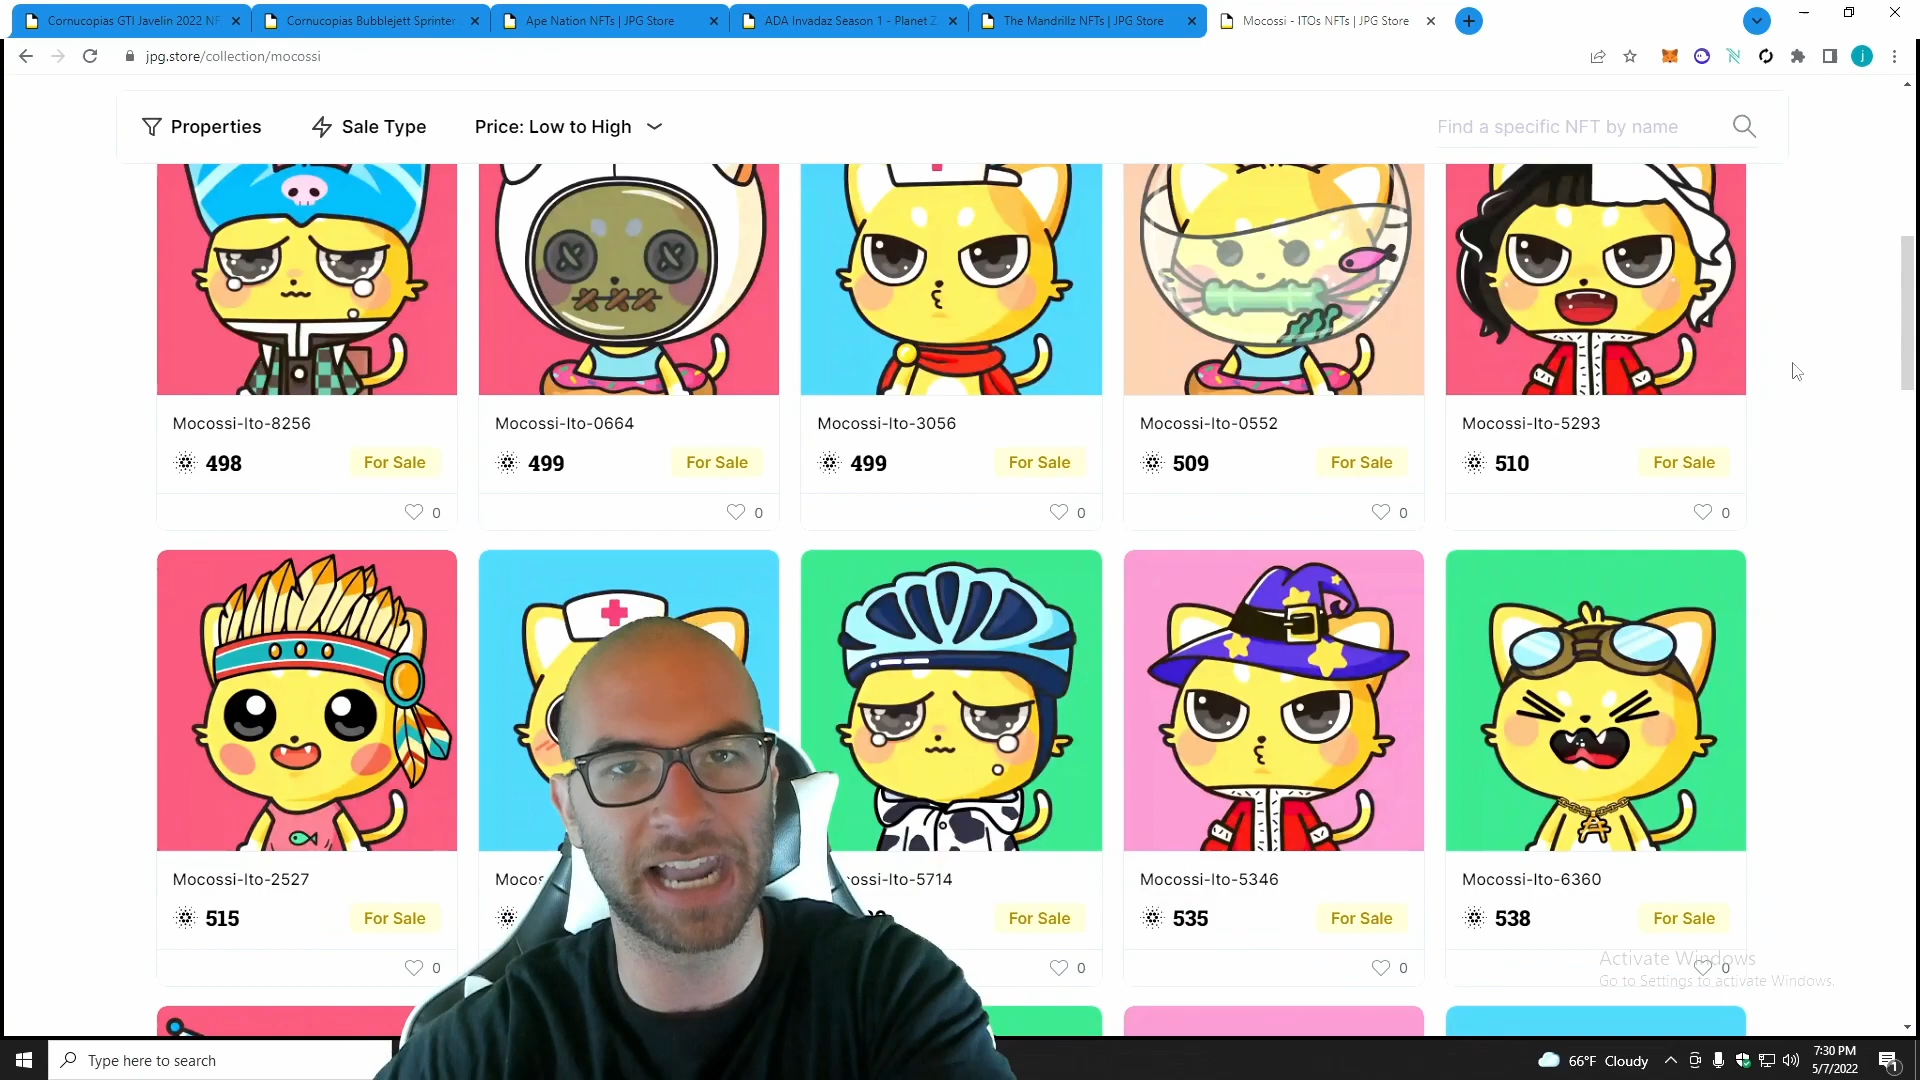 Cornucopias GTI Javelin 2022 NF
Cornucopias Bubblejett Sprinter
Ape Nation NFTs | JPG Store
ADA Invadaz Season 1 - Planet Z
The Mandrillz NFTs | JPG Store
Mocossi - ITOs NFTs | JPG Store
jpg.store/collection/mocossi
j
Properties
Sale Type
Price: Low to High
Find a specific NFT by name
Mocossi-Ito-8256
Mocossi-Ito-0664
Mocossi-Ito-3056
Mocossi-Ito-0552
Mocossi-Ito-5293
498 For Sale
499 For Sale
499 For Sale
509 For Sale
510 For Sale
0
0
0
0
0
Mocossi-Ito-2527
Mocos
ossi-Ito-5714
Mocossi-Ito-5346
Mocossi-Ito-6360
515 For Sale
For Sale
535 For Sale
538 For Sale
0
0
0
0
Activate Windows
Go to Settings to activate Windows.
Type here to search
66°F Cloudy
7:30 PM
5/7/2022
1